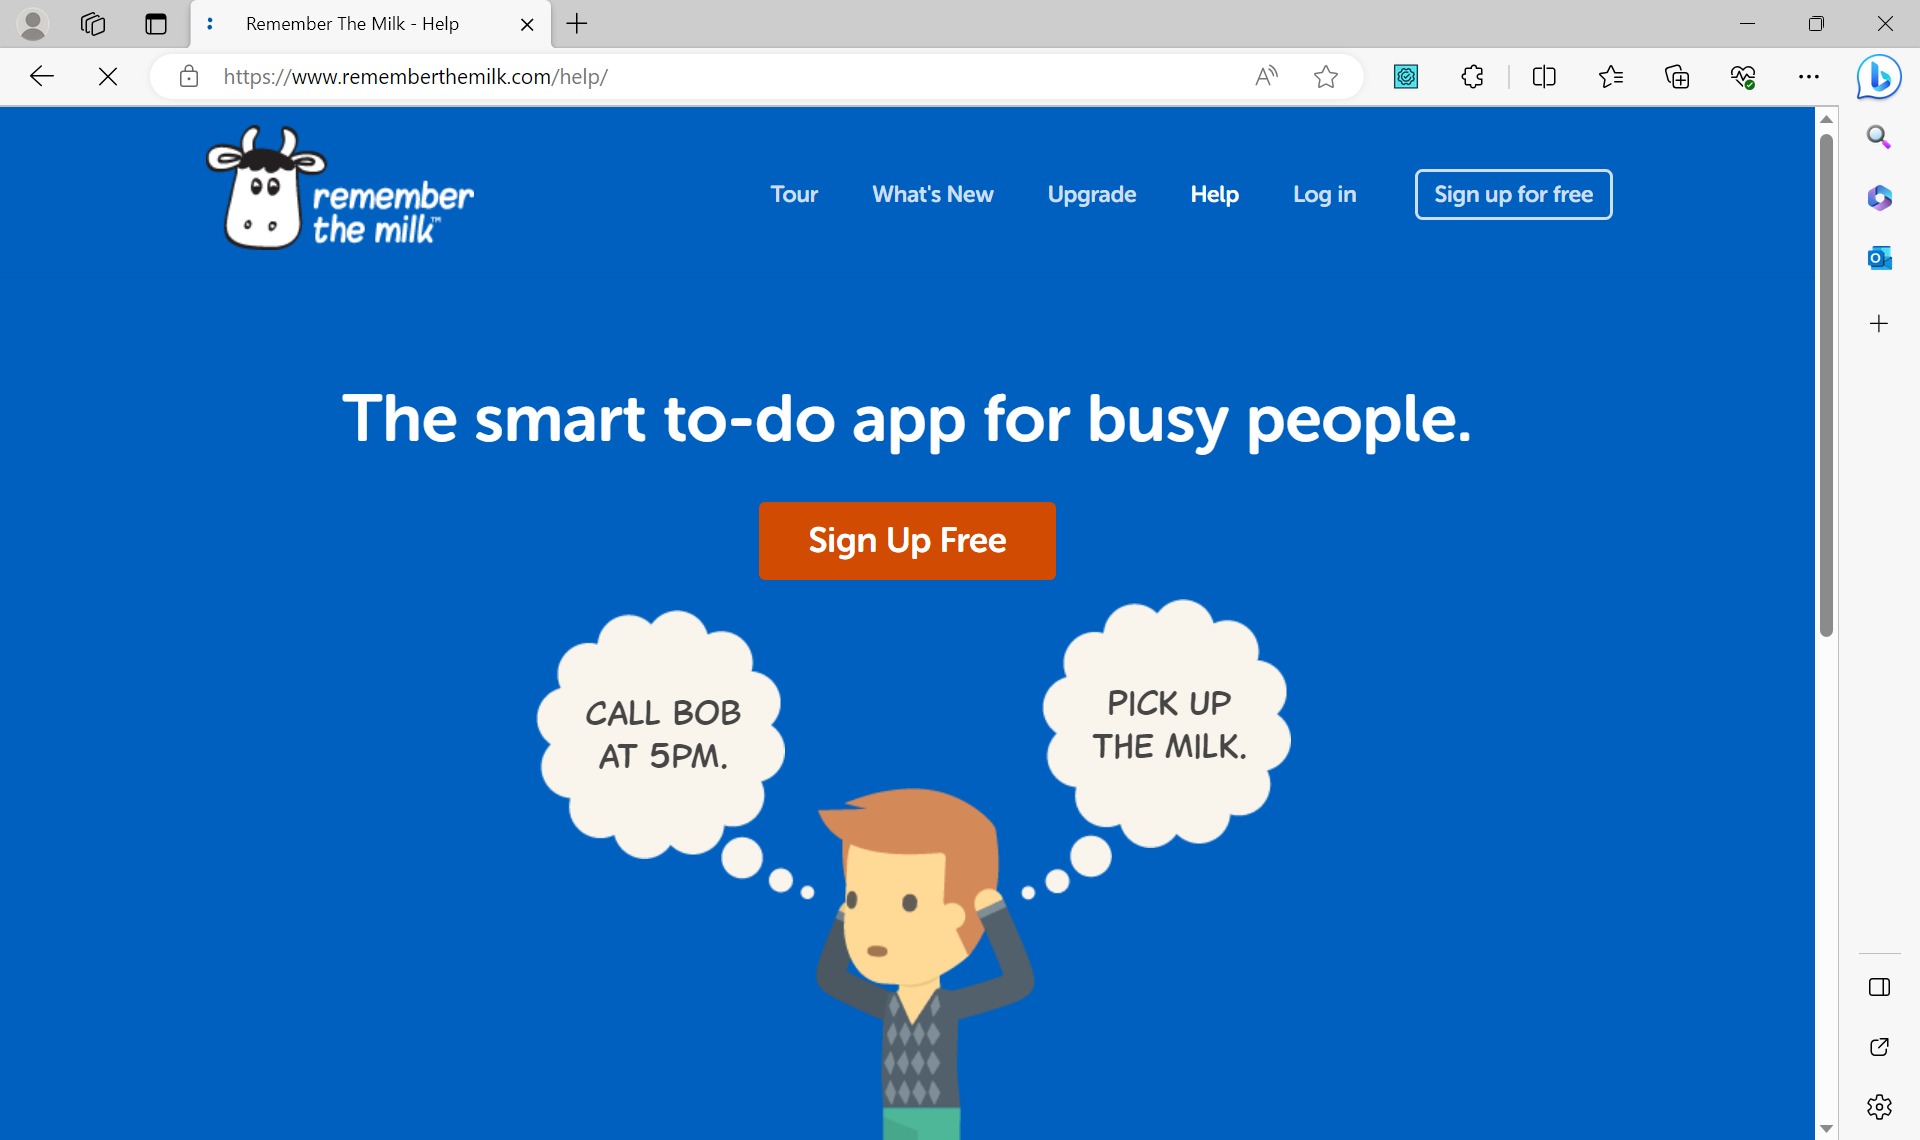 Remember The Milk - Help
https://www.rememberthemilk.com/help/
remember
the milk™
Tour
What's New
Upgrade
Help
Log in
Sign up for free
The smart to-do app for busy people.
Sign Up Free
CALL BOB
AT 5PM.
PICK UP
THE MILK.